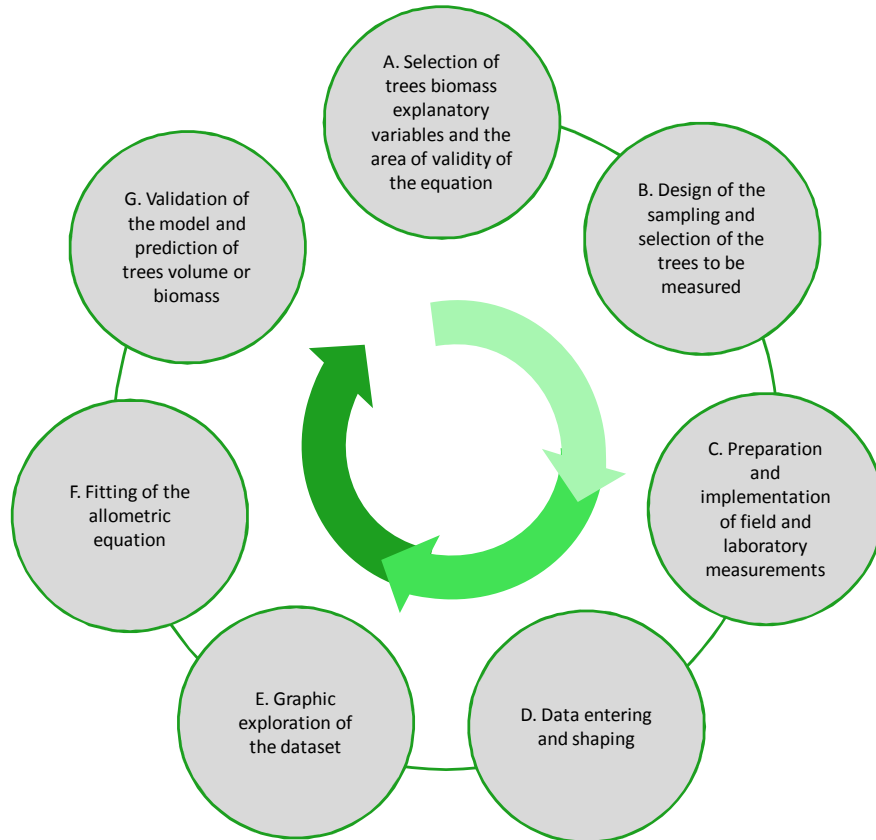 A. Selection of
trees biomass
explanatory
variables and the
area of validity of
the equation
B. Design of the
sampling and
selection of the
trees to be
measured
C. Preparation
and
implementation
of field and
laboratory
measurements
D. Data entering
and shaping
E. Graphic
exploration of
the dataset
F. Fitting of the
allometric
equation
G. Validation of
the model and
prediction of
trees volume or
biomass